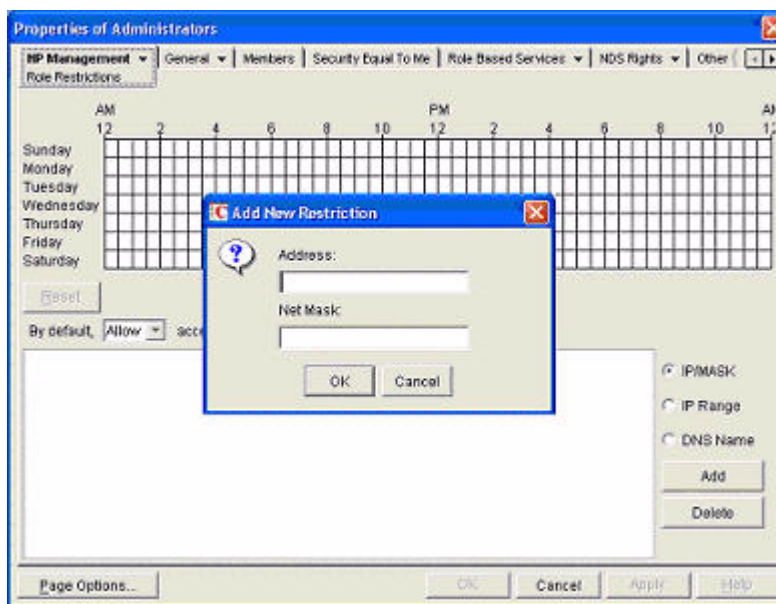 Properties of Administrators
HP Management General Members Security Equal To Me Role Based Services NDS Rights Other
Role Restrictions
AM PM AM
12 2 4 6 8 10 12 2 4 6 8 10 12
Sunday
Monday
Tuesday
Wednesday
Thursday
Friday
Saturday
Add New Restriction
Address:
Net Mask:
OK Cancel
Reset
By default, Allow acce
IP/MASK
IP Range
DNS Name
Add
Delete
Page Options... OK Cancel Apply Help